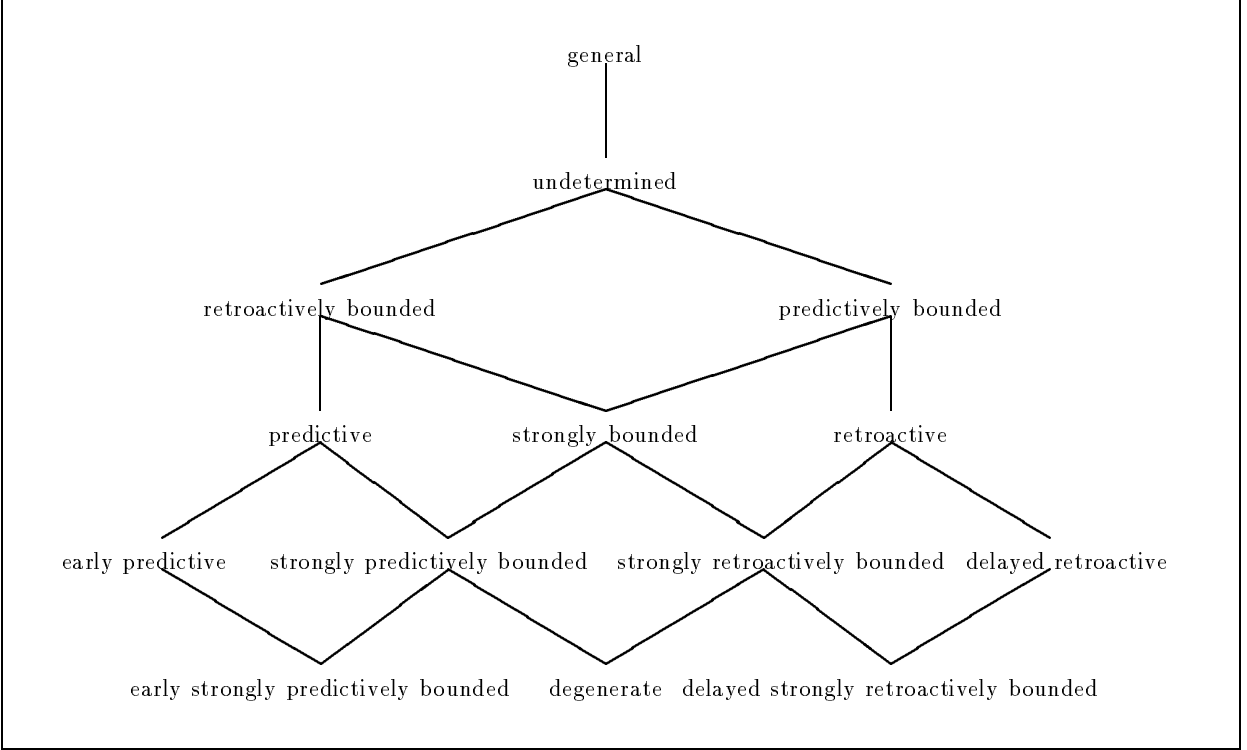 general
undetermined
retroactively bounded predictively bounded
predictive strongly bounded retroactive
early predictive strongly predictively bounded strongly retroactively bounded delayed retroactive
early strongly predictively bounded degenerate delayed strongly retroactively bounded